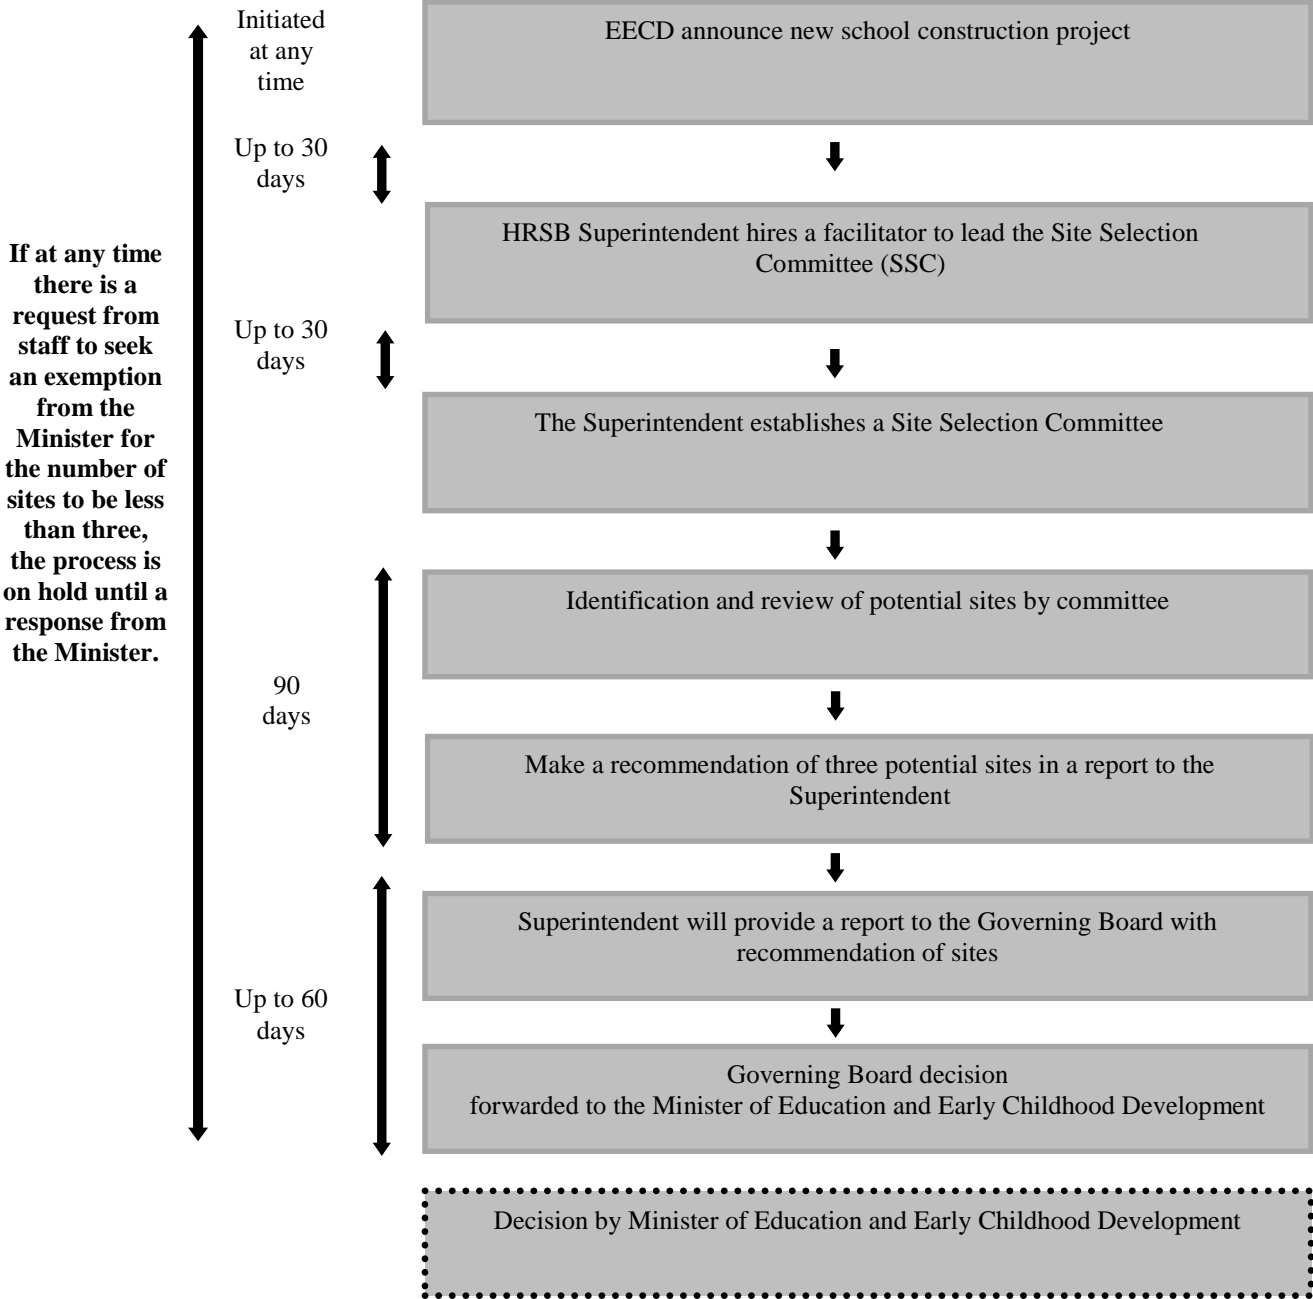 Initiated
at any
time
EECD announce new school construction project
Up to 30
days
HRSB Superintendent hires a facilitator to lead the Site Selection
Committee (SSC)
If at any time
there is a
request from
staff to seek
an exemption
from the
Minister for
the number of
sites to be less
than three,
the process is
on hold until a
response from
the Minister.
Up to 30
days
The Superintendent establishes a Site Selection Committee
Identification and review of potential sites by committee
90
days
Make a recommendation of three potential sites in a report to the
Superintendent
Superintendent will provide a report to the Governing Board with
recommendation of sites
Up to 60
days
Governing Board decision
forwarded to the Minister of Education and Early Childhood Development
Decision by Minister of Education and Early Childhood Development